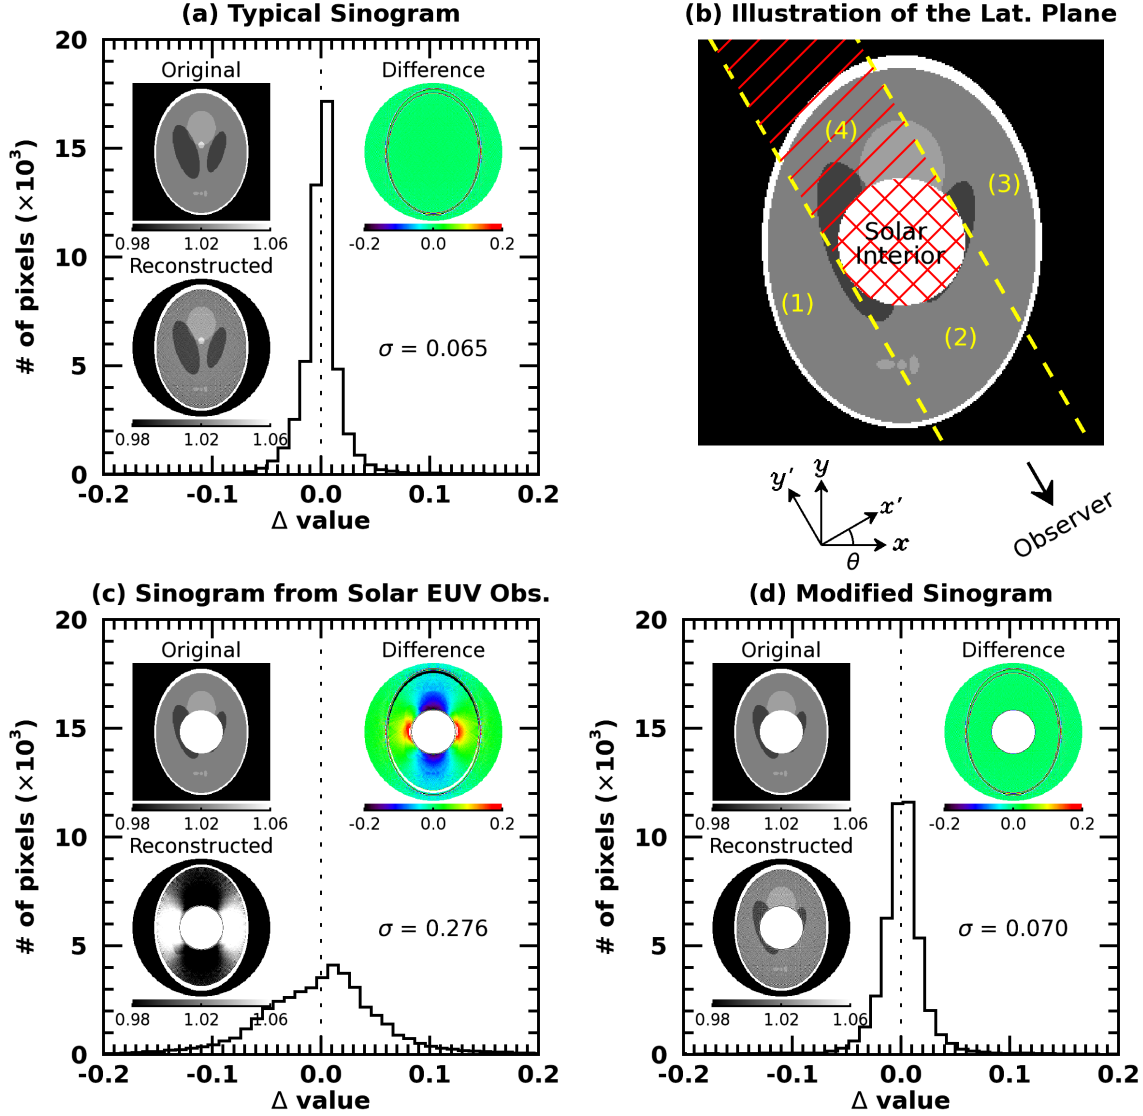 (a) Typical Sinogram
20
15
10
5
0
# of pixels (×10³)
Original
Difference
0.98 1.02 1.06
-0.2 0.0 0.2
Reconstructed
σ = 0.065
0.98 1.02 1.06
-0.2 -0.1 0.0 0.1 0.2
Δ value
(b) Illustration of the Lat. Plane
(4)
(3)
Solar
Interior
(1)
(2)
y′ y
x′
x
θ
Observer
(c) Sinogram from Solar EUV Obs.
20
15
10
5
0
# of pixels (×10³)
Original
Difference
0.98 1.02 1.06
-0.2 0.0 0.2
Reconstructed
σ = 0.276
0.98 1.02 1.06
-0.2 -0.1 0.0 0.1 0.2
Δ value
(d) Modified Sinogram
20
15
10
5
0
# of pixels (×10³)
Original
Difference
0.98 1.02 1.06
-0.2 0.0 0.2
Reconstructed
σ = 0.070
0.98 1.02 1.06
-0.2 -0.1 0.0 0.1 0.2
Δ value